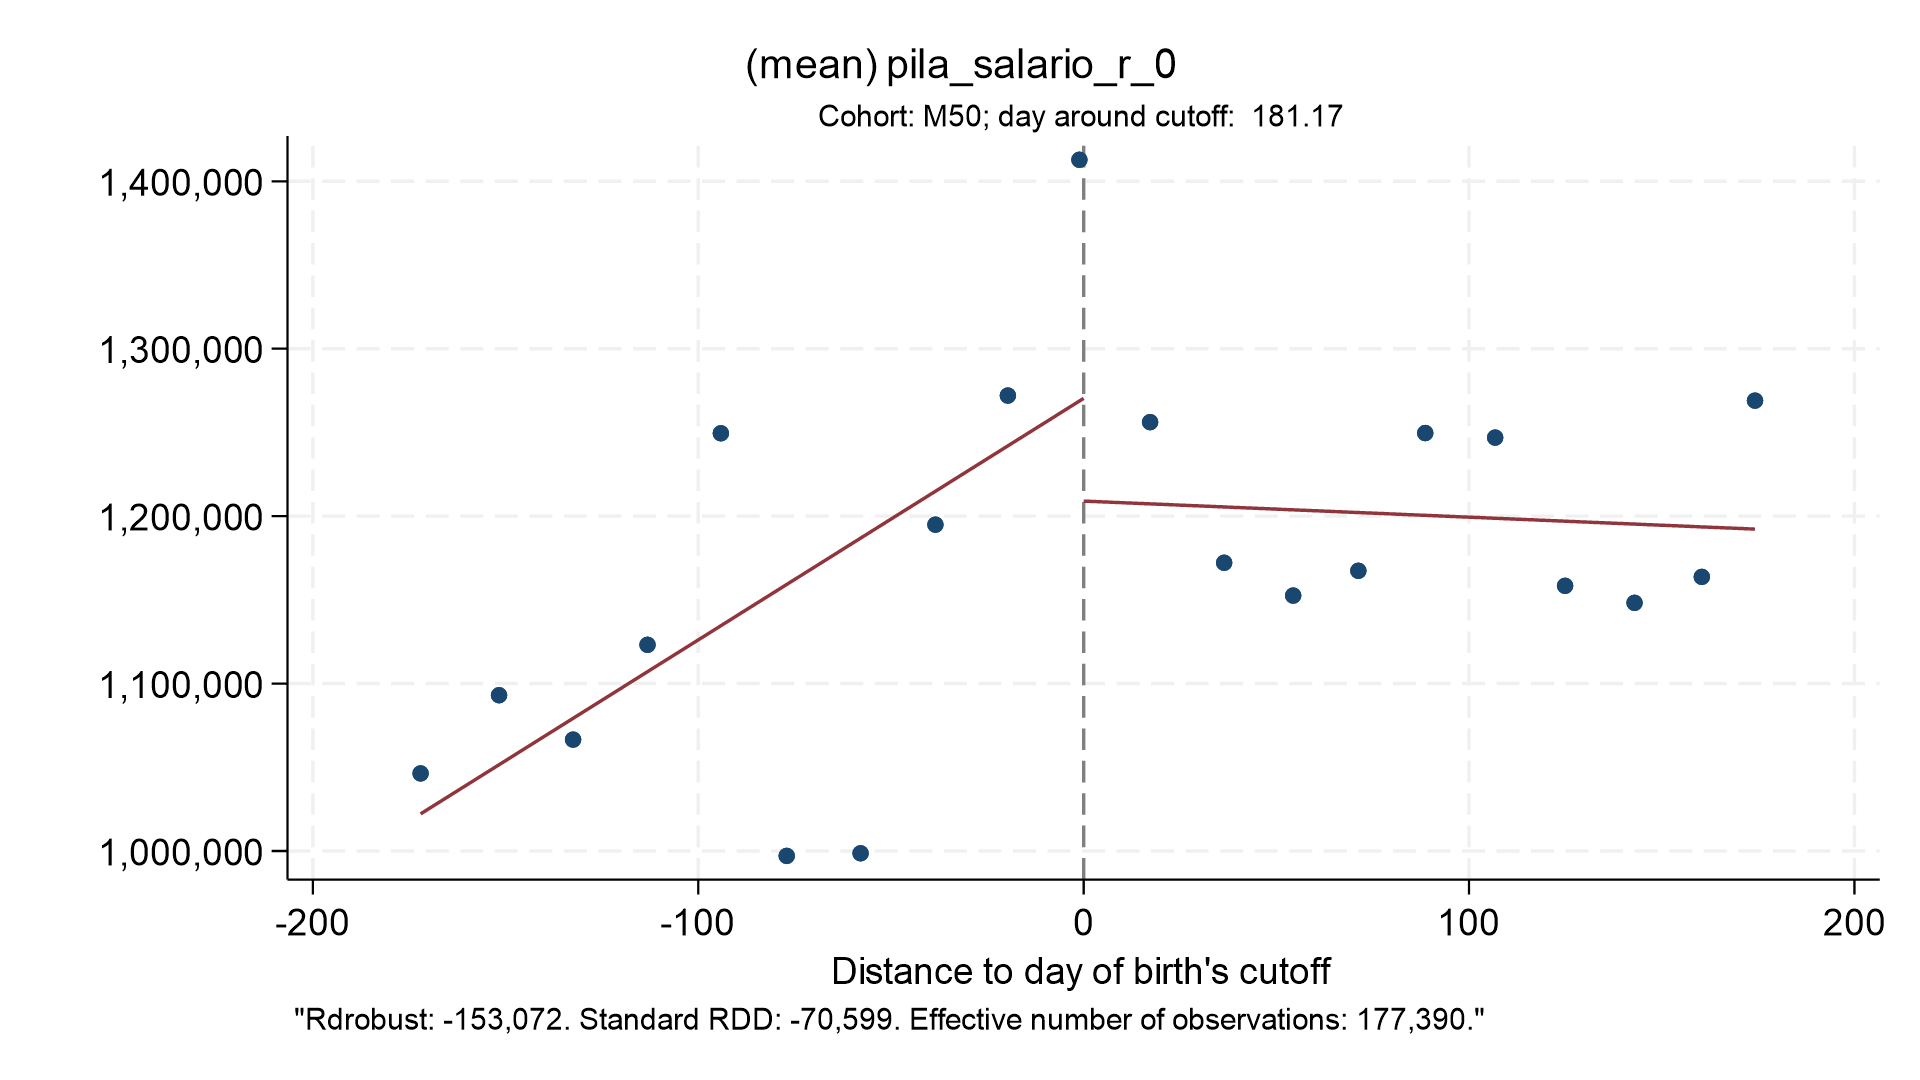 (mean) pila_salario_r_0
Cohort: M50; day around cutoff:  181.17
1,400,000
1,300,000
1,200,000
1,100,000
1,000,000
-200 -100 0 100 200
Distance to day of birth's cutoff
"Rdrobust: -153,072. Standard RDD: -70,599. Effective number of observations: 177,390."